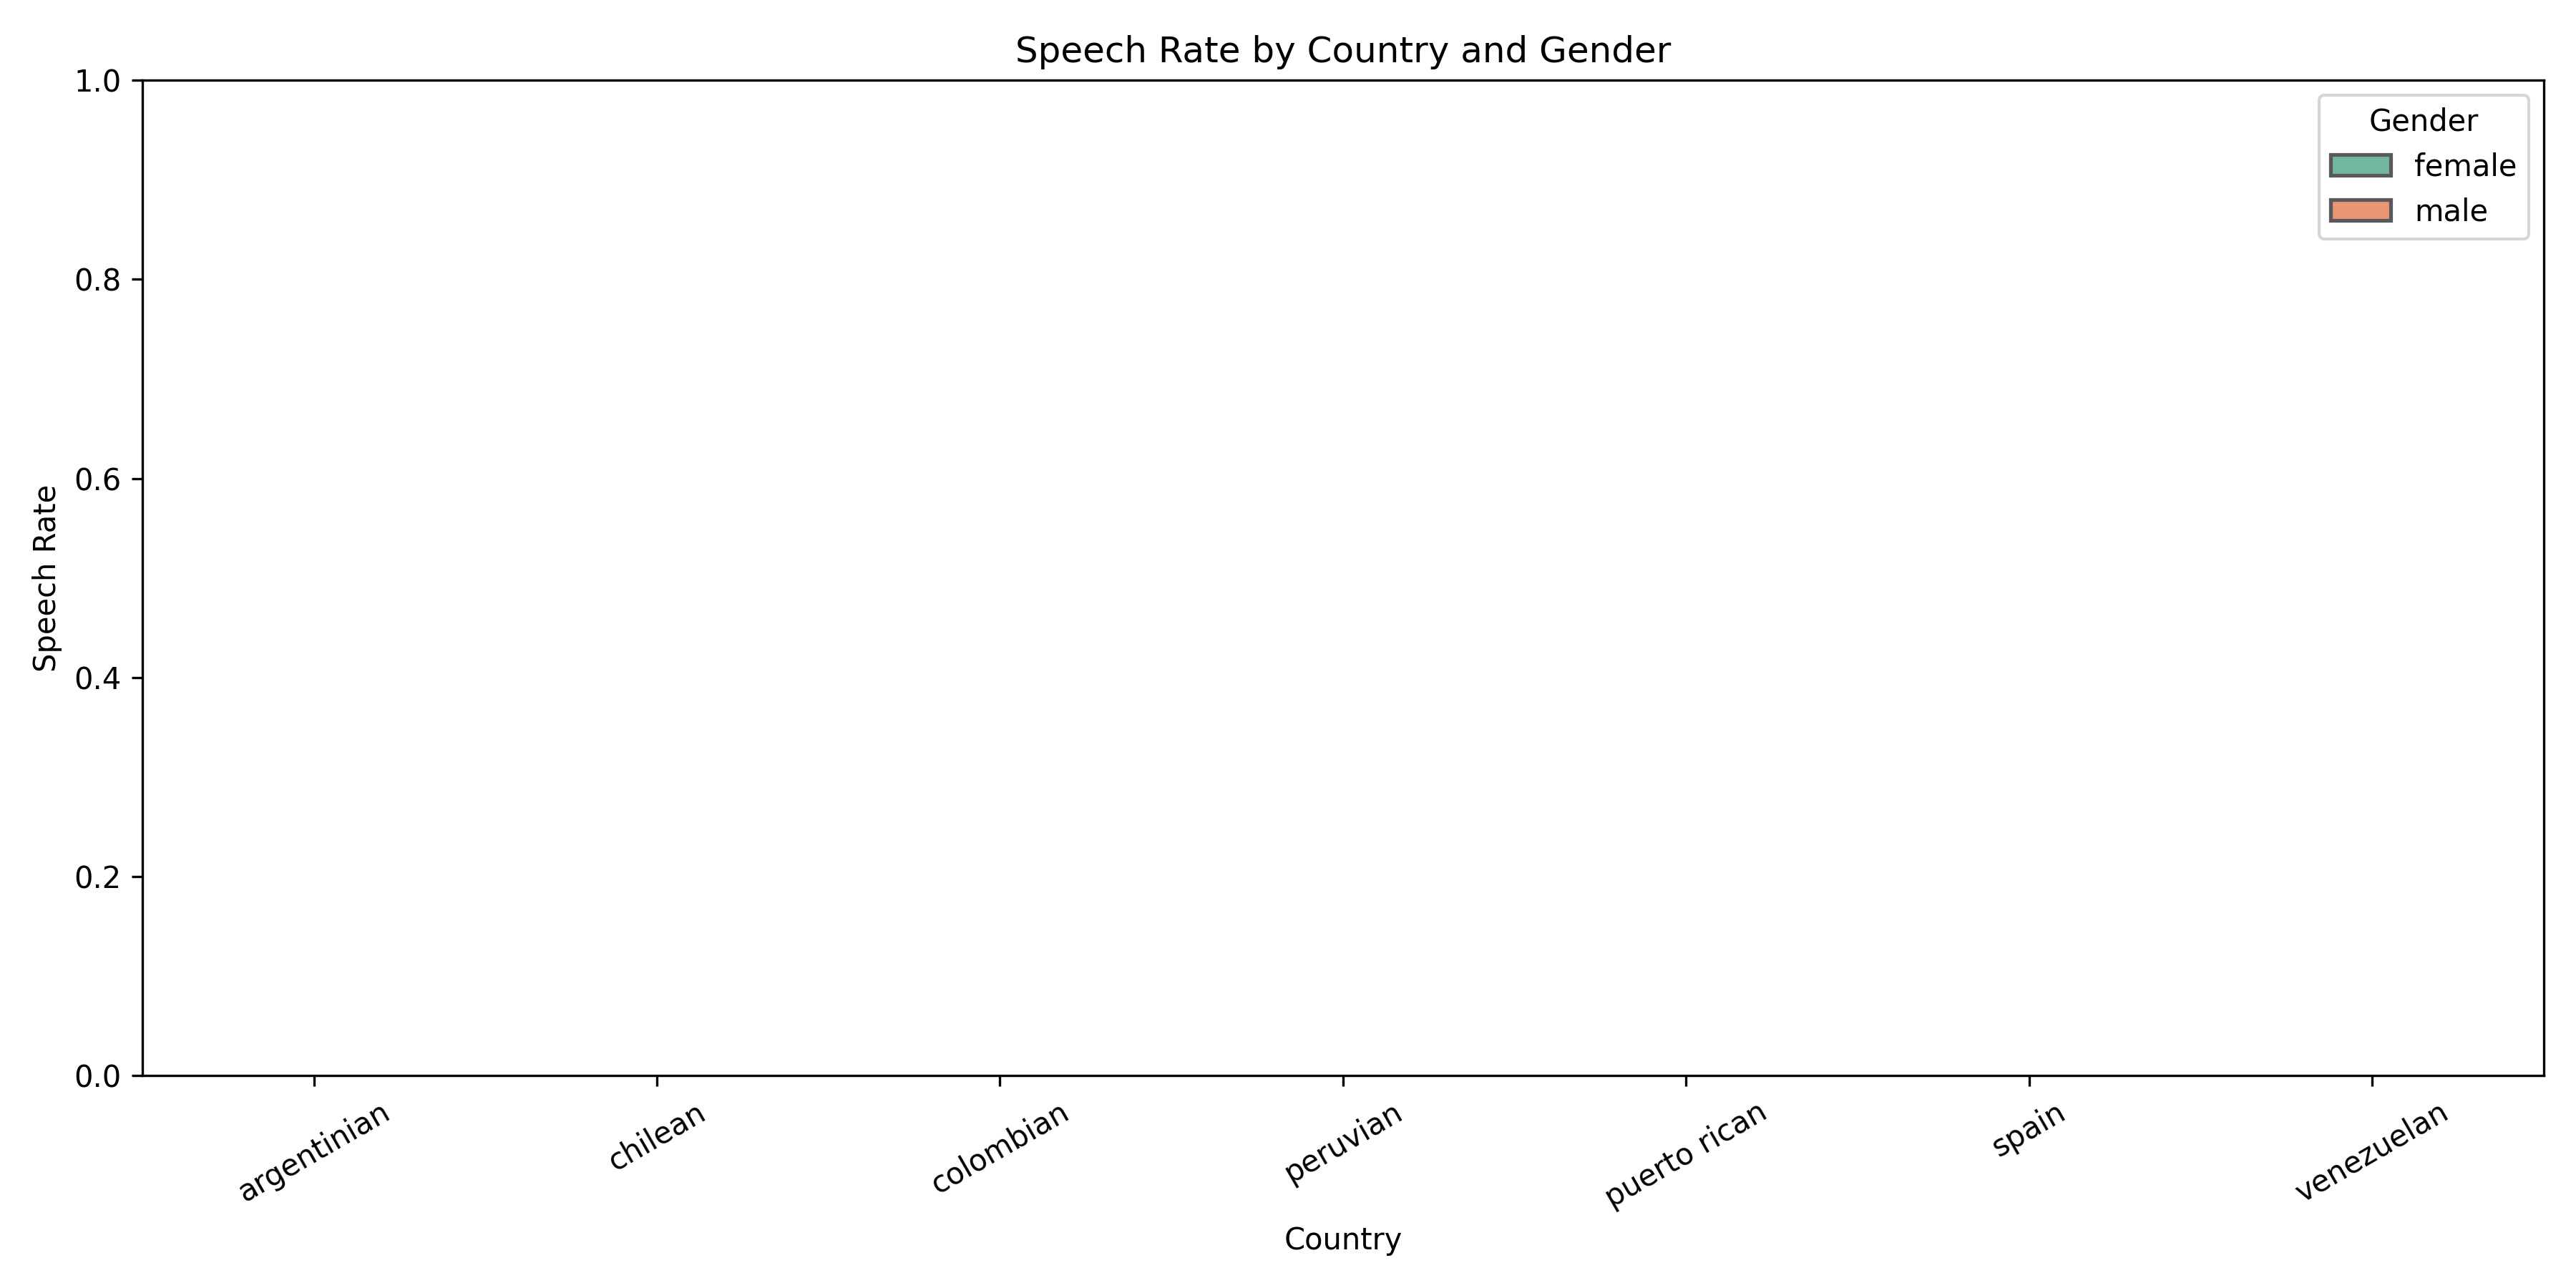 Speech Rate by Country and Gender
1.0
0.8
0.6
0.4
0.2
0.0
Speech Rate
Gender
female
male
argentinian
chilean
colombian
peruvian
puerto rican
spain
venezuelan
Country